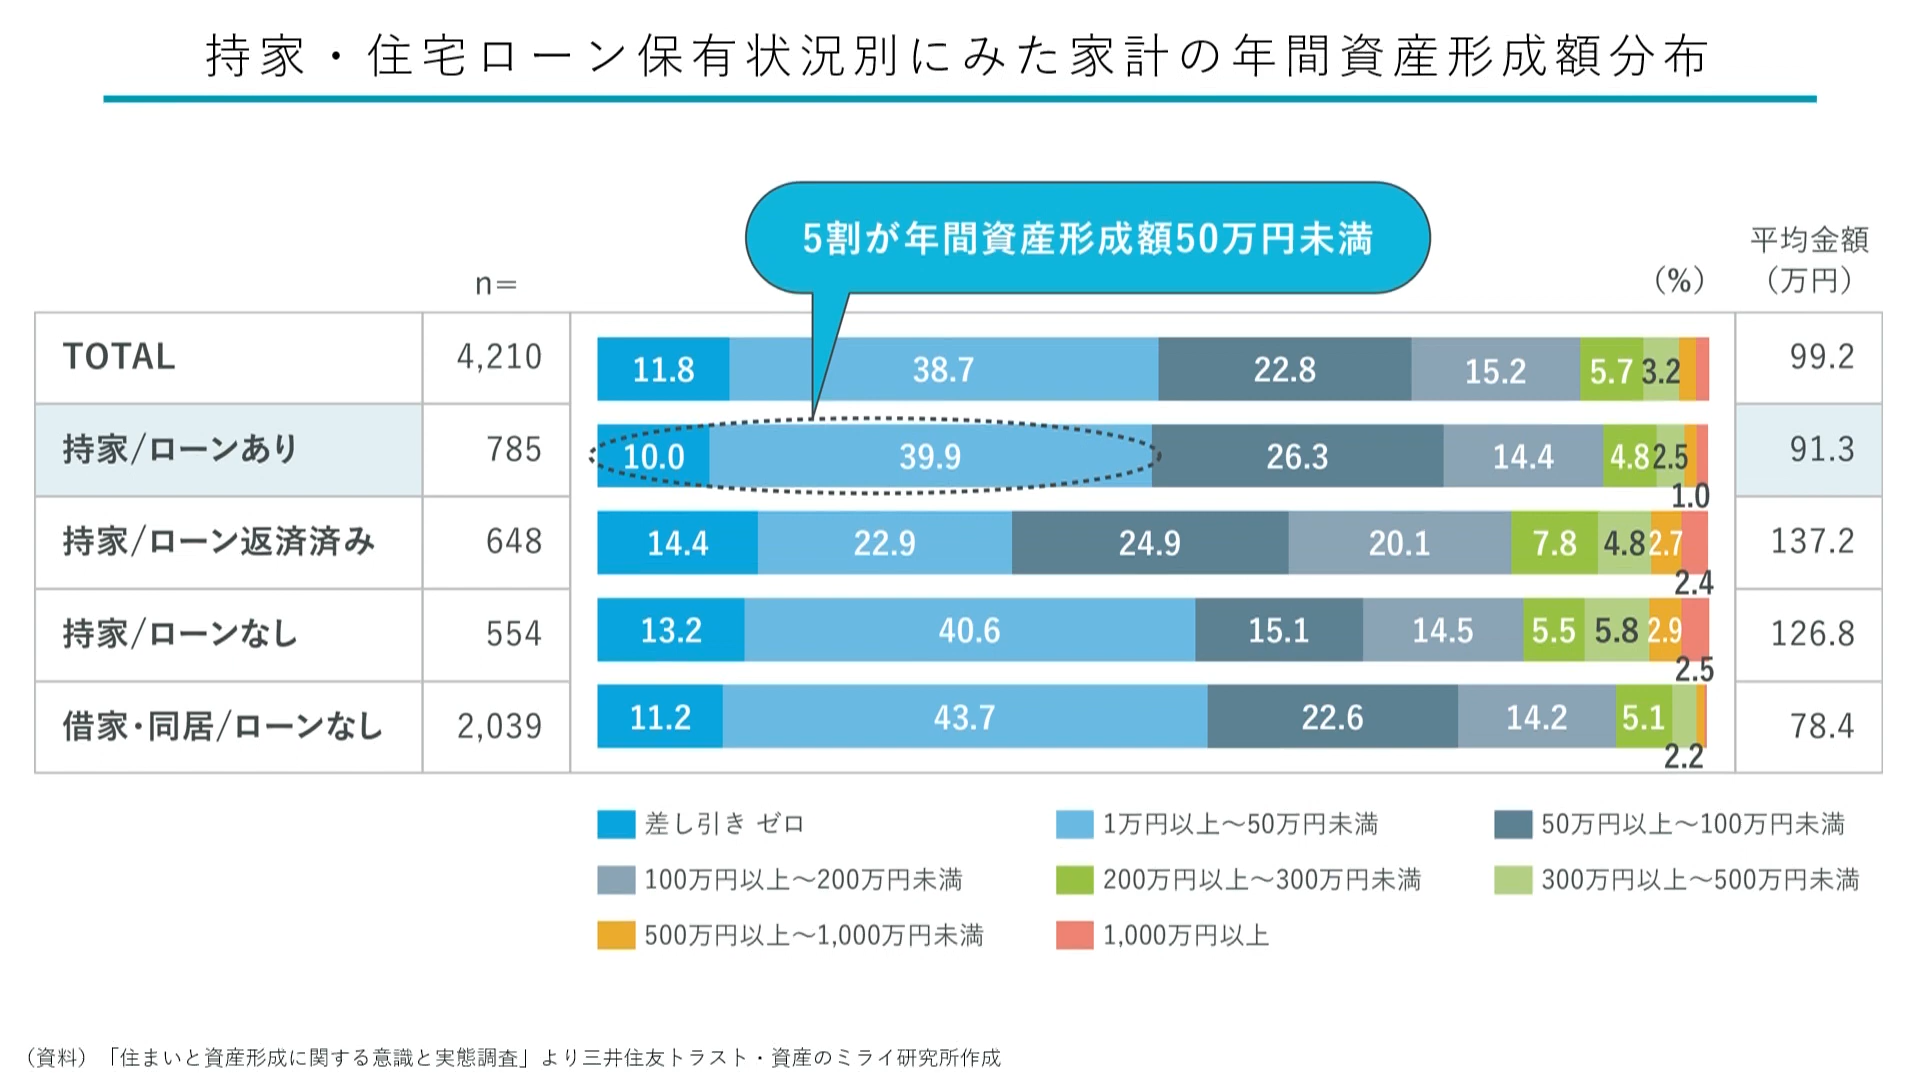 持家・住宅ローン保有状況別にみた家計の年間資産形成額分布
5割が年間資産形成額50万円未満
n=
(%)
平均金額
(万円)
TOTAL 4,210 11.8 38.7 22.8 15.2 5.7 3.2 99.2
持家/ローンあり 785 10.0 39.9 26.3 14.4 4.8 2.5 1.0 91.3
持家/ローン返済済み 648 14.4 22.9 24.9 20.1 7.8 4.8 2.7 2.4 137.2
持家/ローンなし 554 13.2 40.6 15.1 14.5 5.5 5.8 2.9 2.5 126.8
借家・同居/ローンなし 2,039 11.2 43.7 22.6 14.2 5.1 2.2 78.4
差し引き ゼロ 1万円以上〜50万円未満 50万円以上〜100万円未満
100万円以上〜200万円未満 200万円以上〜300万円未満 300万円以上〜500万円未満
500万円以上〜1,000万円未満 1,000万円以上
（資料）「住まいと資産形成に関する意識と実態調査」より三井住友トラスト・資産のミライ研究所作成